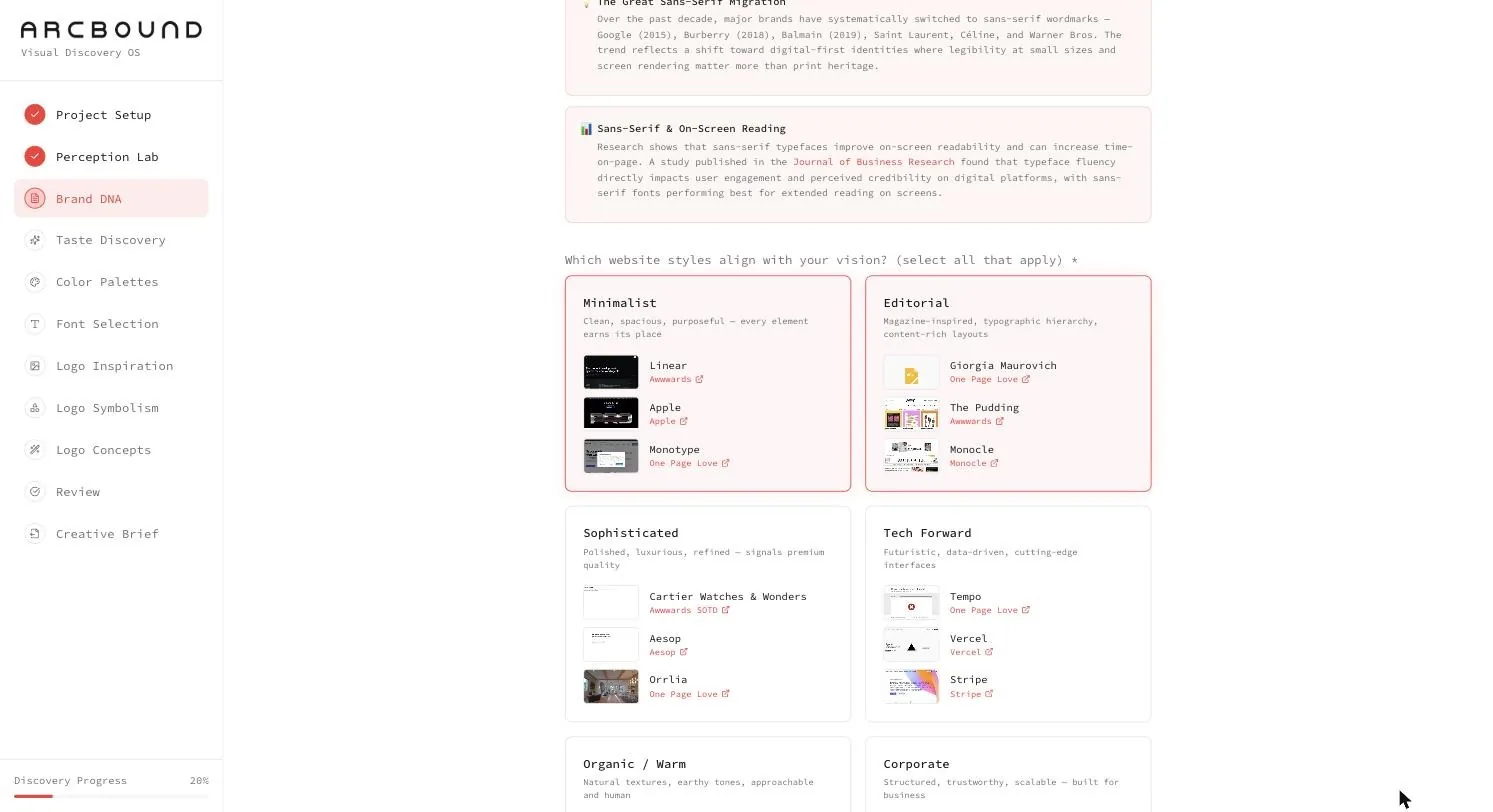 ARCBOUND
Visual Discovery OS
Project Setup
Perception Lab
Brand DNA
Taste Discovery
Color Palettes
Font Selection
Logo Inspiration
Logo Symbolism
Logo Concepts
Review
Creative Brief
Discovery Progress 20%
The Great Sans-Serif Migration
Over the past decade, major brands have systematically switched to sans-serif wordmarks —
Google (2015), Burberry (2018), Balmain (2019), Saint Laurent, Céline, and Warner Bros. The
trend reflects a shift toward digital-first identities where legibility at small sizes and
screen rendering matter more than print heritage.
Sans-Serif & On-Screen Reading
Research shows that sans-serif typefaces improve on-screen readability and can increase time-
on-page. A study published in the Journal of Business Research found that typeface fluency
directly impacts user engagement and perceived credibility on digital platforms, with sans-
serif fonts performing best for extended reading on screens.
Which website styles align with your vision? (select all that apply) *
Minimalist
Clean, spacious, purposeful — every element
earns its place
Linear
Awwwards
Apple
Apple
Monotype
One Page Love
Editorial
Magazine-inspired, typographic hierarchy,
content-rich layouts
Giorgia Maurovich
One Page Love
The Pudding
Awwwards
Monocle
Monocle
Sophisticated
Polished, luxurious, refined — signals premium
quality
Cartier Watches & Wonders
Awwwards SOTD
Aesop
Aesop
Orrlia
One Page Love
Tech Forward
Futuristic, data-driven, cutting-edge
interfaces
Tempo
One Page Love
Vercel
Vercel
Stripe
Stripe
Organic / Warm
Natural textures, earthy tones, approachable
and human
Corporate
Structured, trustworthy, scalable — built for
business